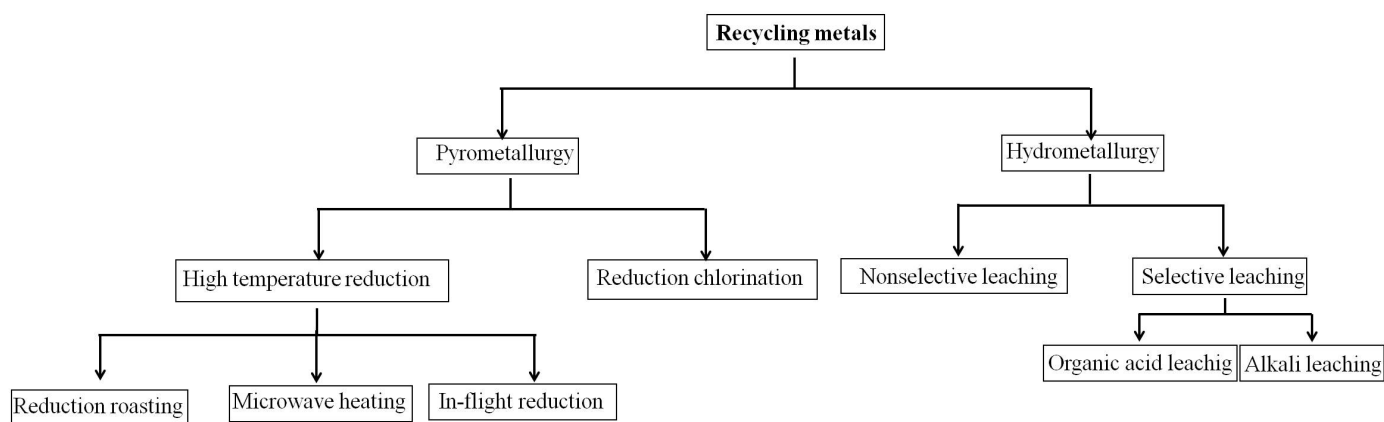 Recycling metals
Pyrometallurgy
Hydrometallurgy
High temperature reduction
Reduction chlorination
Nonselective leaching
Selective leaching
Reduction roasting
Microwave heating
In-flight reduction
Organic acid leachig
Alkali leaching